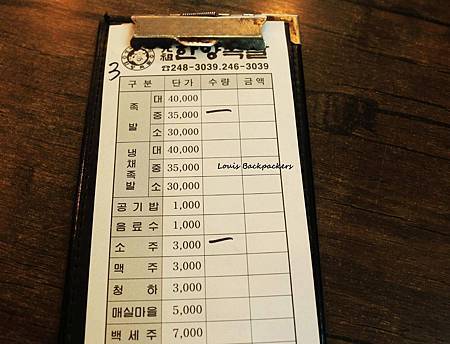 元祖 한양족발
3
☎248-3039.246-3039
구 분 단 가 수 량 금 액
족발 대 40,000
중 35,000 一
소 30,000
냉채족발 대 40,000
중 35,000
소 30,000
Louis Backpackers
공 기 밥 1,000
음 료 수 1,000
소 주 3,000 一
맥 주 3,000
청 하 3,000
매실마을 5,000
백 세 주 7,000